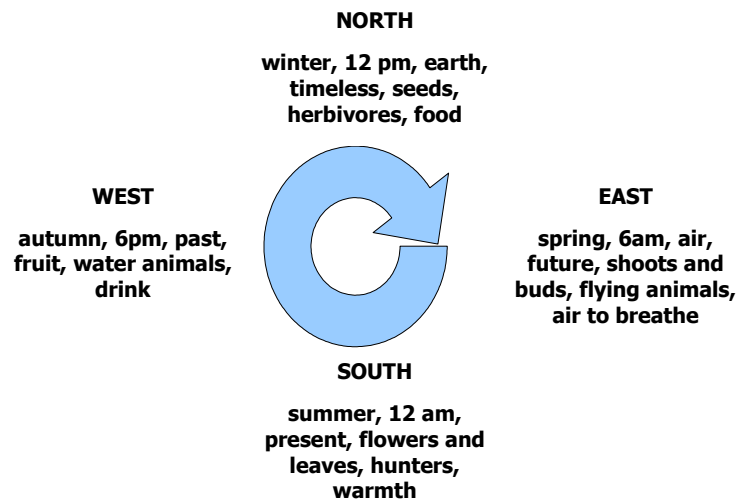 NORTH
winter, 12 pm, earth,
timeless, seeds,
herbivores, food
WEST
autumn, 6pm, past,
fruit, water animals,
drink
EAST
spring, 6am, air,
future, shoots and
buds, flying animals,
air to breathe
SOUTH
summer, 12 am,
present, flowers and
leaves, hunters,
warmth